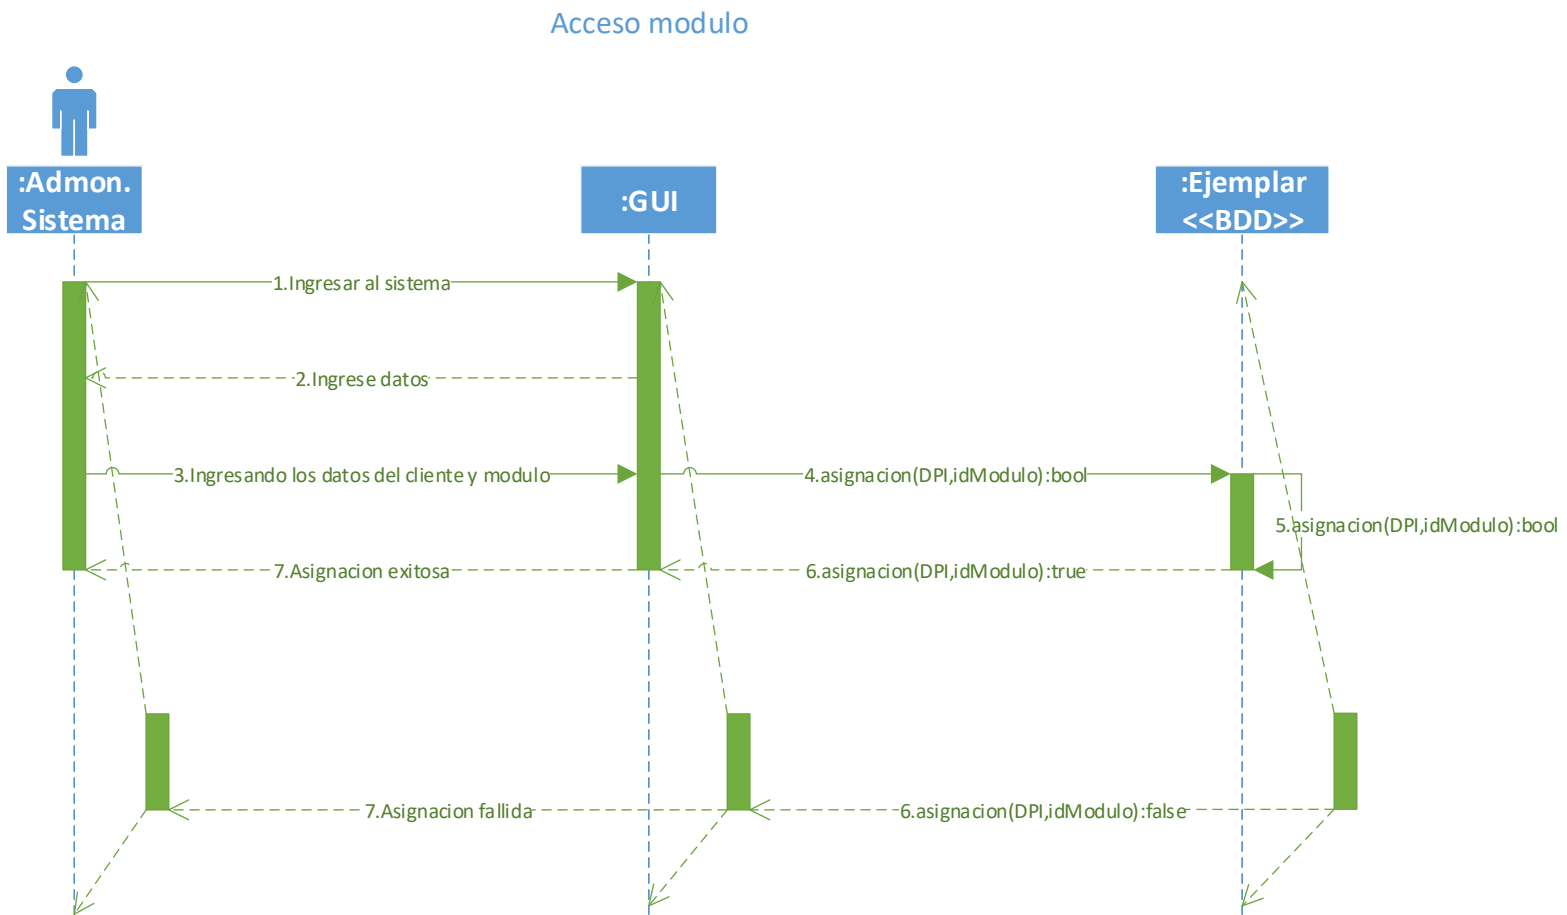 Acceso modulo
:Admon.
Sistema
:GUI
:Ejemplar
<<BDD>>
1.Ingresar al sistema
2.Ingrese datos
3.Ingresando los datos del cliente y modulo
4.asignacion(DPI,idModulo):bool
5.asignacion(DPI,idModulo):bool
7.Asignacion exitosa
6.asignacion(DPI,idModulo):true
7.Asignacion fallida
6.asignacion(DPI,idModulo):false